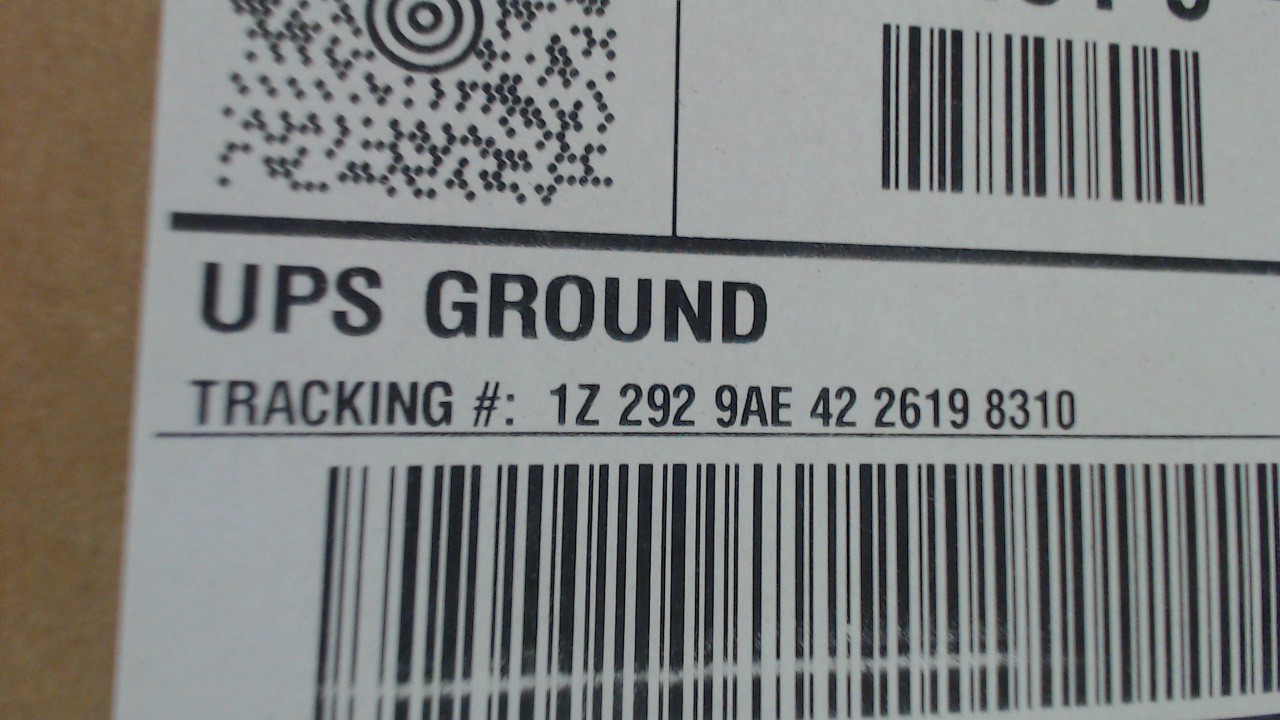 UPS GROUND
TRACKING #: 1Z 292 9AE 42 2619 8310